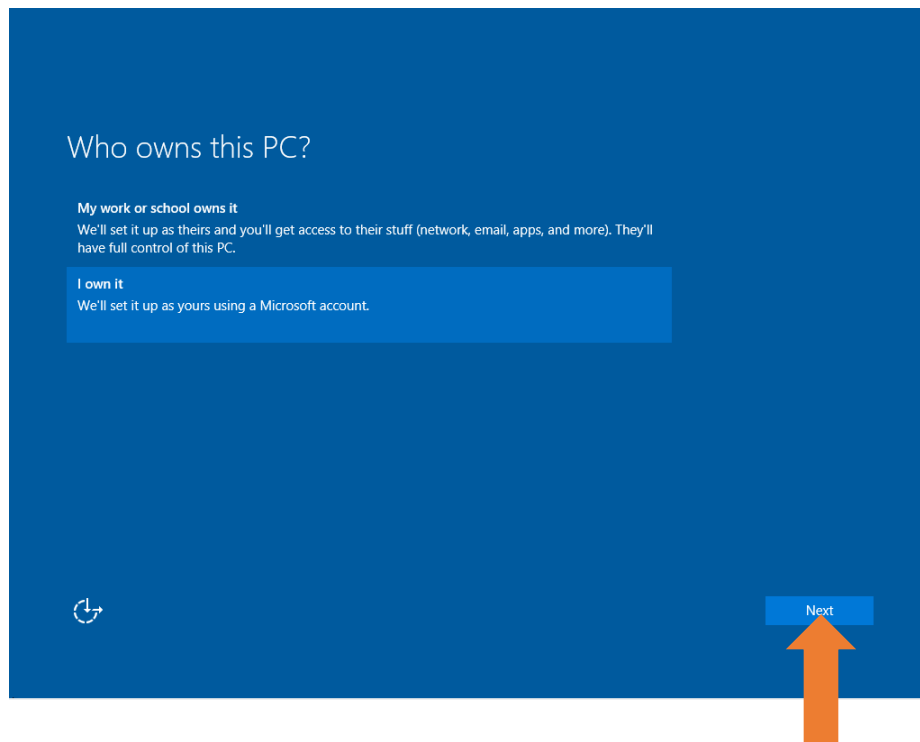 Who owns this PC?
My work or school owns it
We'll set it up as theirs and you'll get access to their stuff (network, email, apps, and more). They'll
have full control of this PC.
I own it
We'll set it up as yours using a Microsoft account.
Next